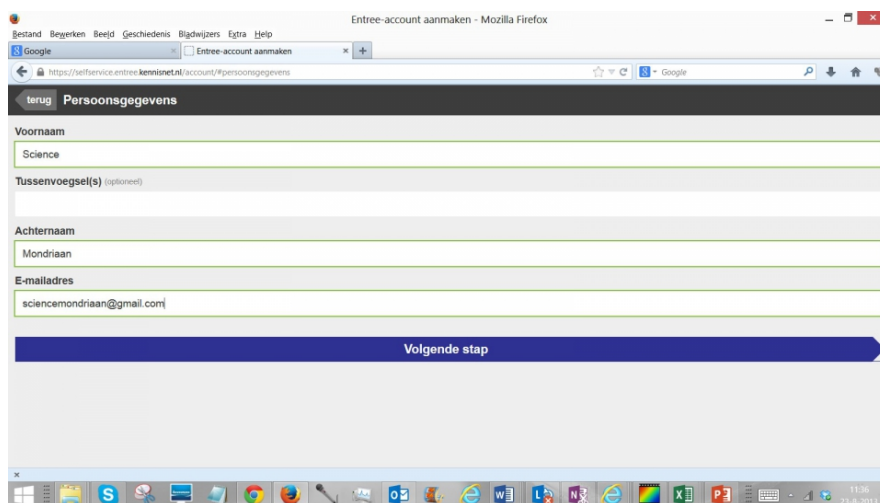 Entree-account aanmaken - Mozilla Firefox
Bestand Bewerken Beeld Geschiedenis Bladwijzers Extra Help
Google Entree-account aanmaken
https://selfservice.entree.kennisnet.nl/account/#persoonsgegevens Google
terug Persoonsgegevens
Voornaam
Science
Tussenvoegsel(s) (optioneel)
Achternaam
Mondriaan
E-mailadres
sciencemondriaan@gmail.com
Volgende stap
11:36